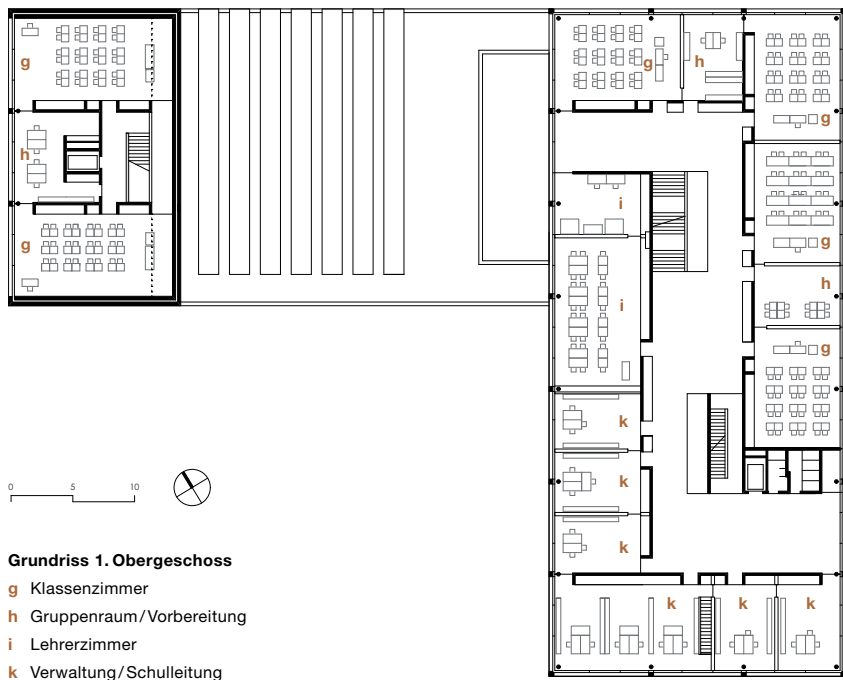 g
g
h
g
g
h
i
g
h
i
g
g
k
k
k
k
k
k
0 5 10
Grundriss 1. Obergeschoss
g Klassenzimmer
h Gruppenraum/Vorbereitung
i Lehrerzimmer
k Verwaltung/Schulleitung